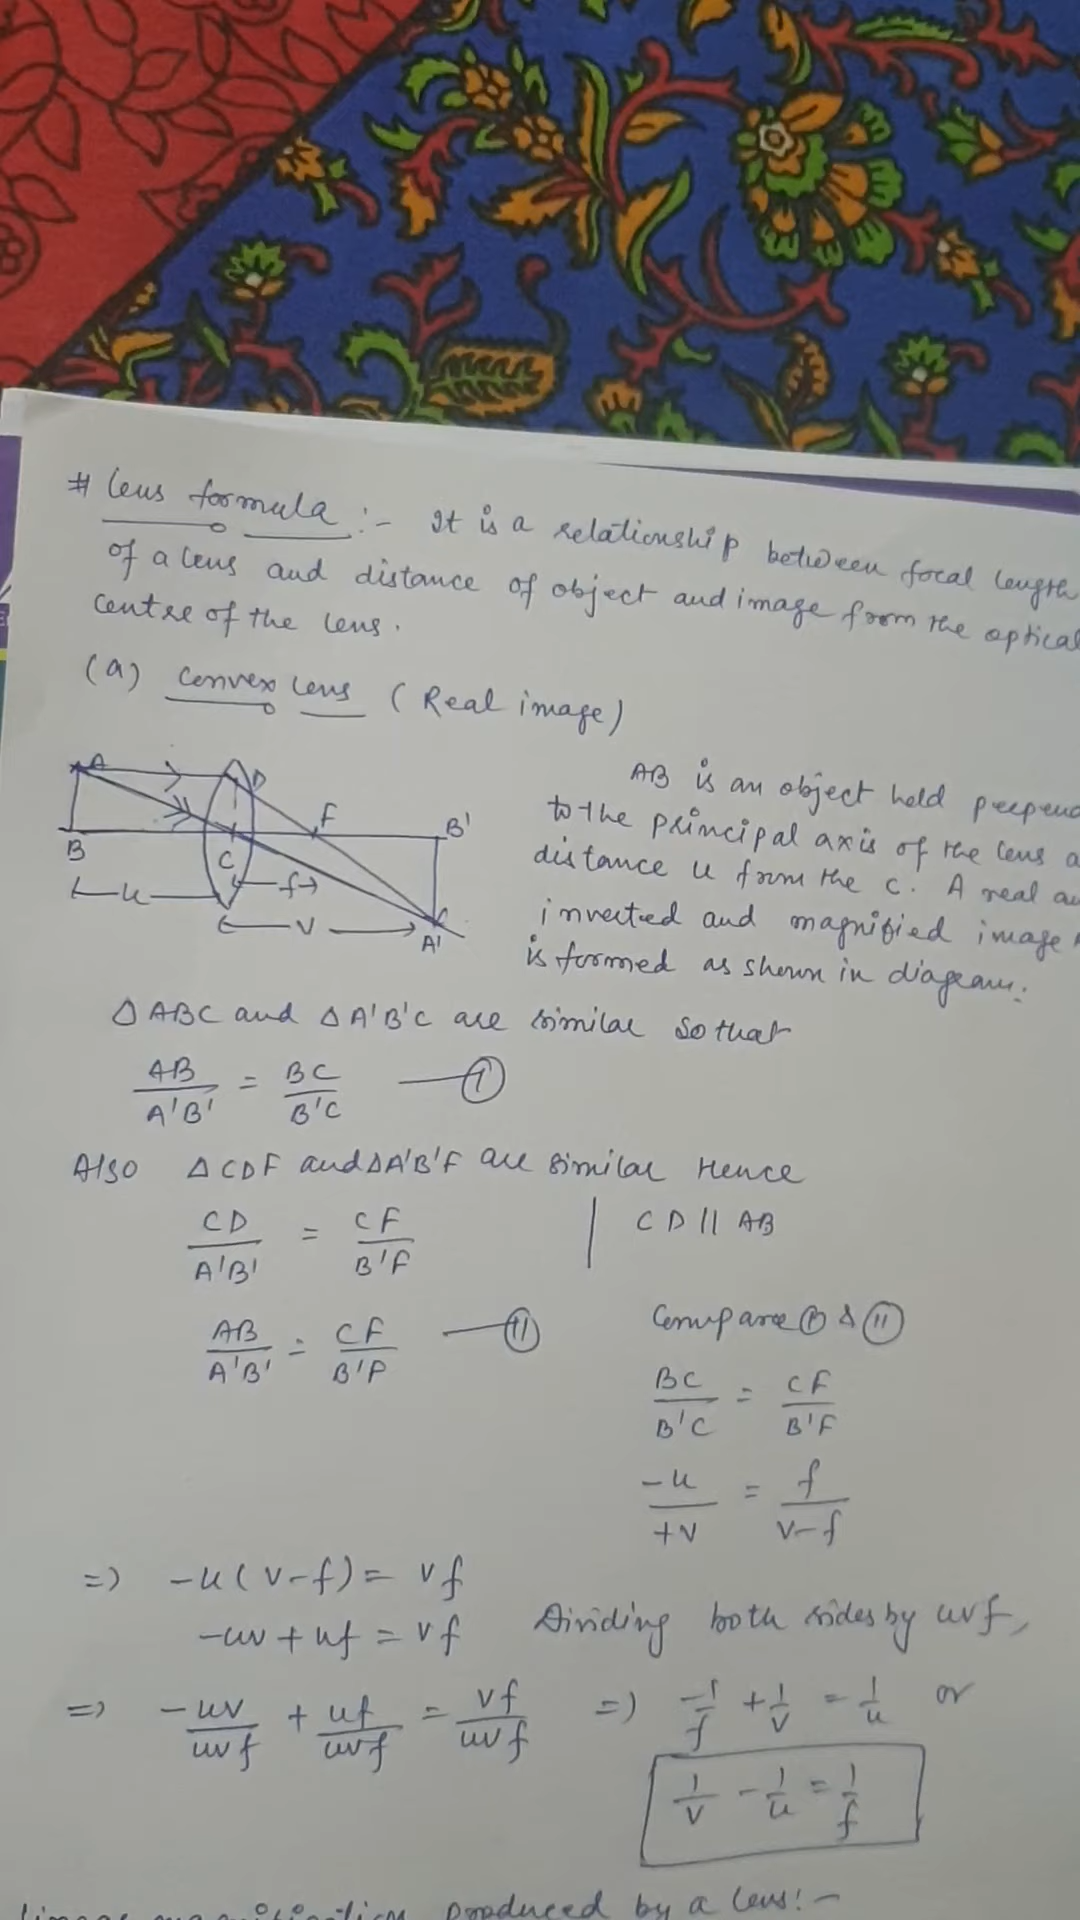 # Lens formula :- It is a relationship between focal length
of a lens and distance of object and image from the optical
centre of the lens.
(a) Convex lens (Real image)
A
D
F
B'
B
C
u
f
v
A'
AB is an object held perpend
to the principal axis of the lens a
distance u from the c. A real an
inverted and magnified image
is formed as shown in diagram.
Δ ABC and Δ A'B'C are similar so that
AB/A'B' = BC/B'C — (I)
Also Δ CDF and Δ A'B'F are similar Hence
CD/A'B' = CF/B'F | CD || AB
AB/A'B' = CF/B'F — (II)
Compare (I) & (II)
BC/B'C = CF/B'F
-u/+v = f/v-f
=> -u(v-f) = vf
-uv + uf = vf Dividing both sides by uvf,
=> -uv/uvf + uf/uvf = vf/uvf => -1/f + 1/v = 1/u or
1/v - 1/u = 1/f
produced by a lens:-